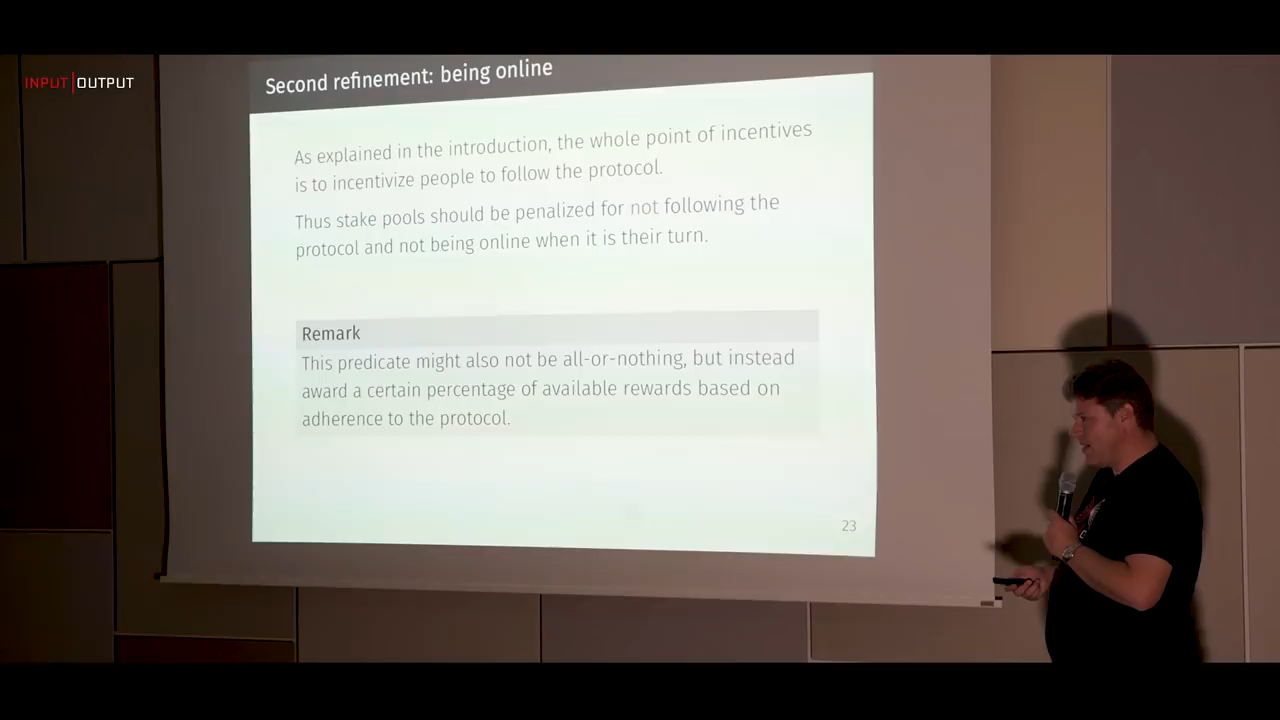 INPUT|OUTPUT
Second refinement: being online
As explained in the introduction, the whole point of incentives
is to incentivize people to follow the protocol.
Thus stake pools should be penalized for not following the
protocol and not being online when it is their turn.
Remark
This predicate might also not be all-or-nothing, but instead
award a certain percentage of available rewards based on
adherence to the protocol.
23